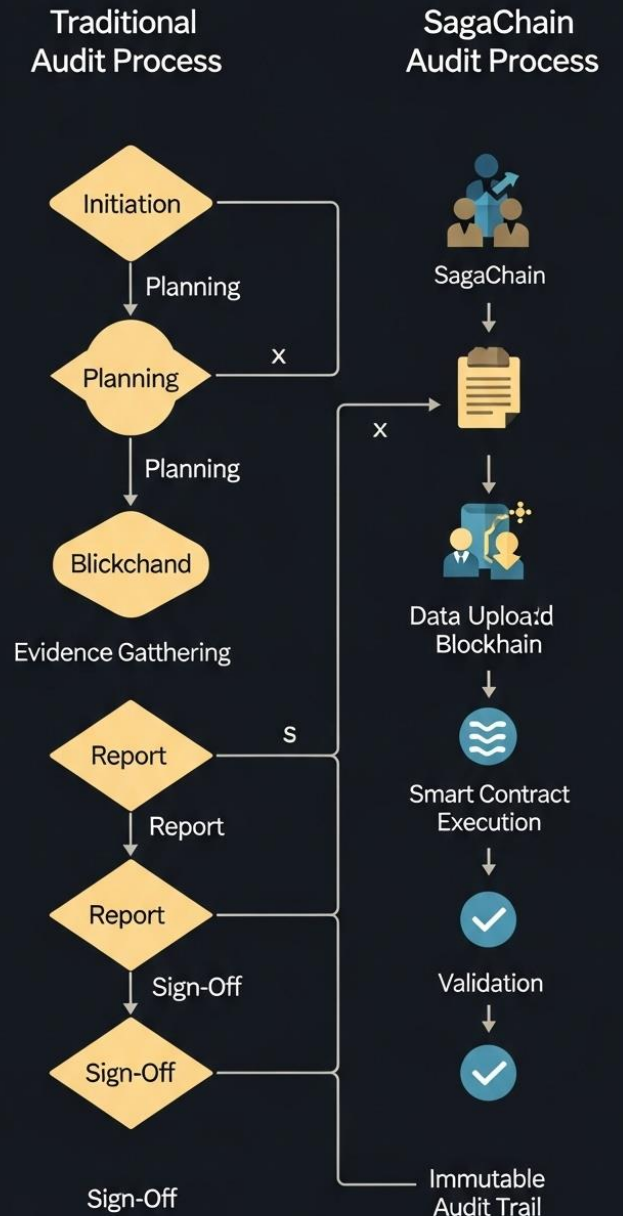 Traditional
Audit Process
Initiation
Planning
Planning
x
Planning
Blickchand
Evidence Gatthering
Report
s
Report
Report
Sign-Off
Sign-Off
Sign-Off
SagaChain
Audit Process
SagaChain
x
Data Uploa:d
Blockhain
Smart Contract
Execution
Validation
Immutable
Audit Trail